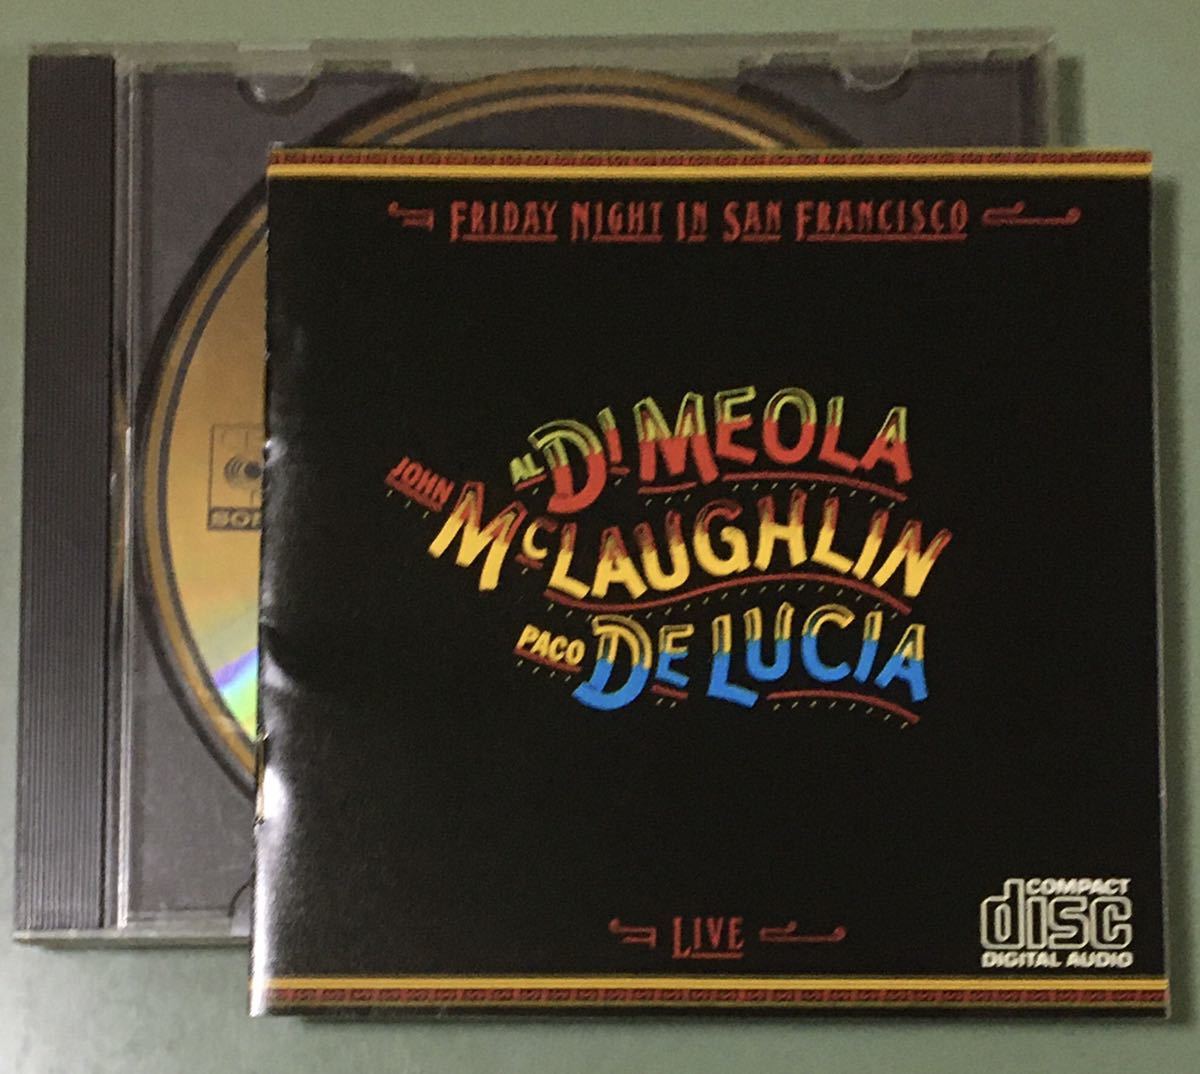 FRIDAY NIGHT IN SAN FRANCISCO
AL DI MEOLA
JOHN MCLAUGHLIN
PACO DE LUCIA
LIVE
COMPACT
disc
DIGITAL AUDIO